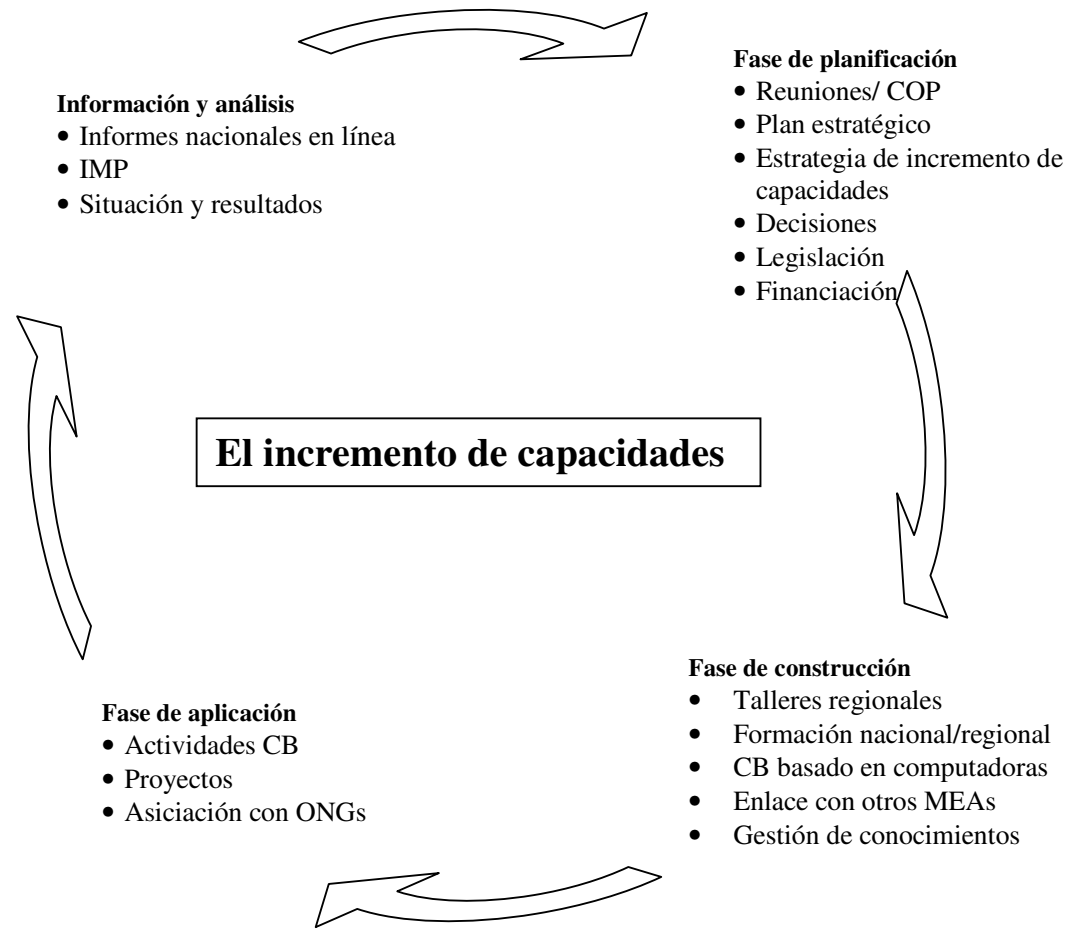 Información y análisis
• Informes nacionales en línea
• IMP
• Situación y resultados
Fase de planificación
• Reuniones/ COP
• Plan estratégico
• Estrategia de incremento de
capacidades
• Decisiones
• Legislación
• Financiación
El incremento de capacidades
Fase de construcción
• Talleres regionales
• Formación nacional/regional
• CB basado en computadoras
• Enlace con otros MEAs
• Gestión de conocimientos
Fase de aplicación
• Actividades CB
• Proyectos
• Asiciación con ONGs